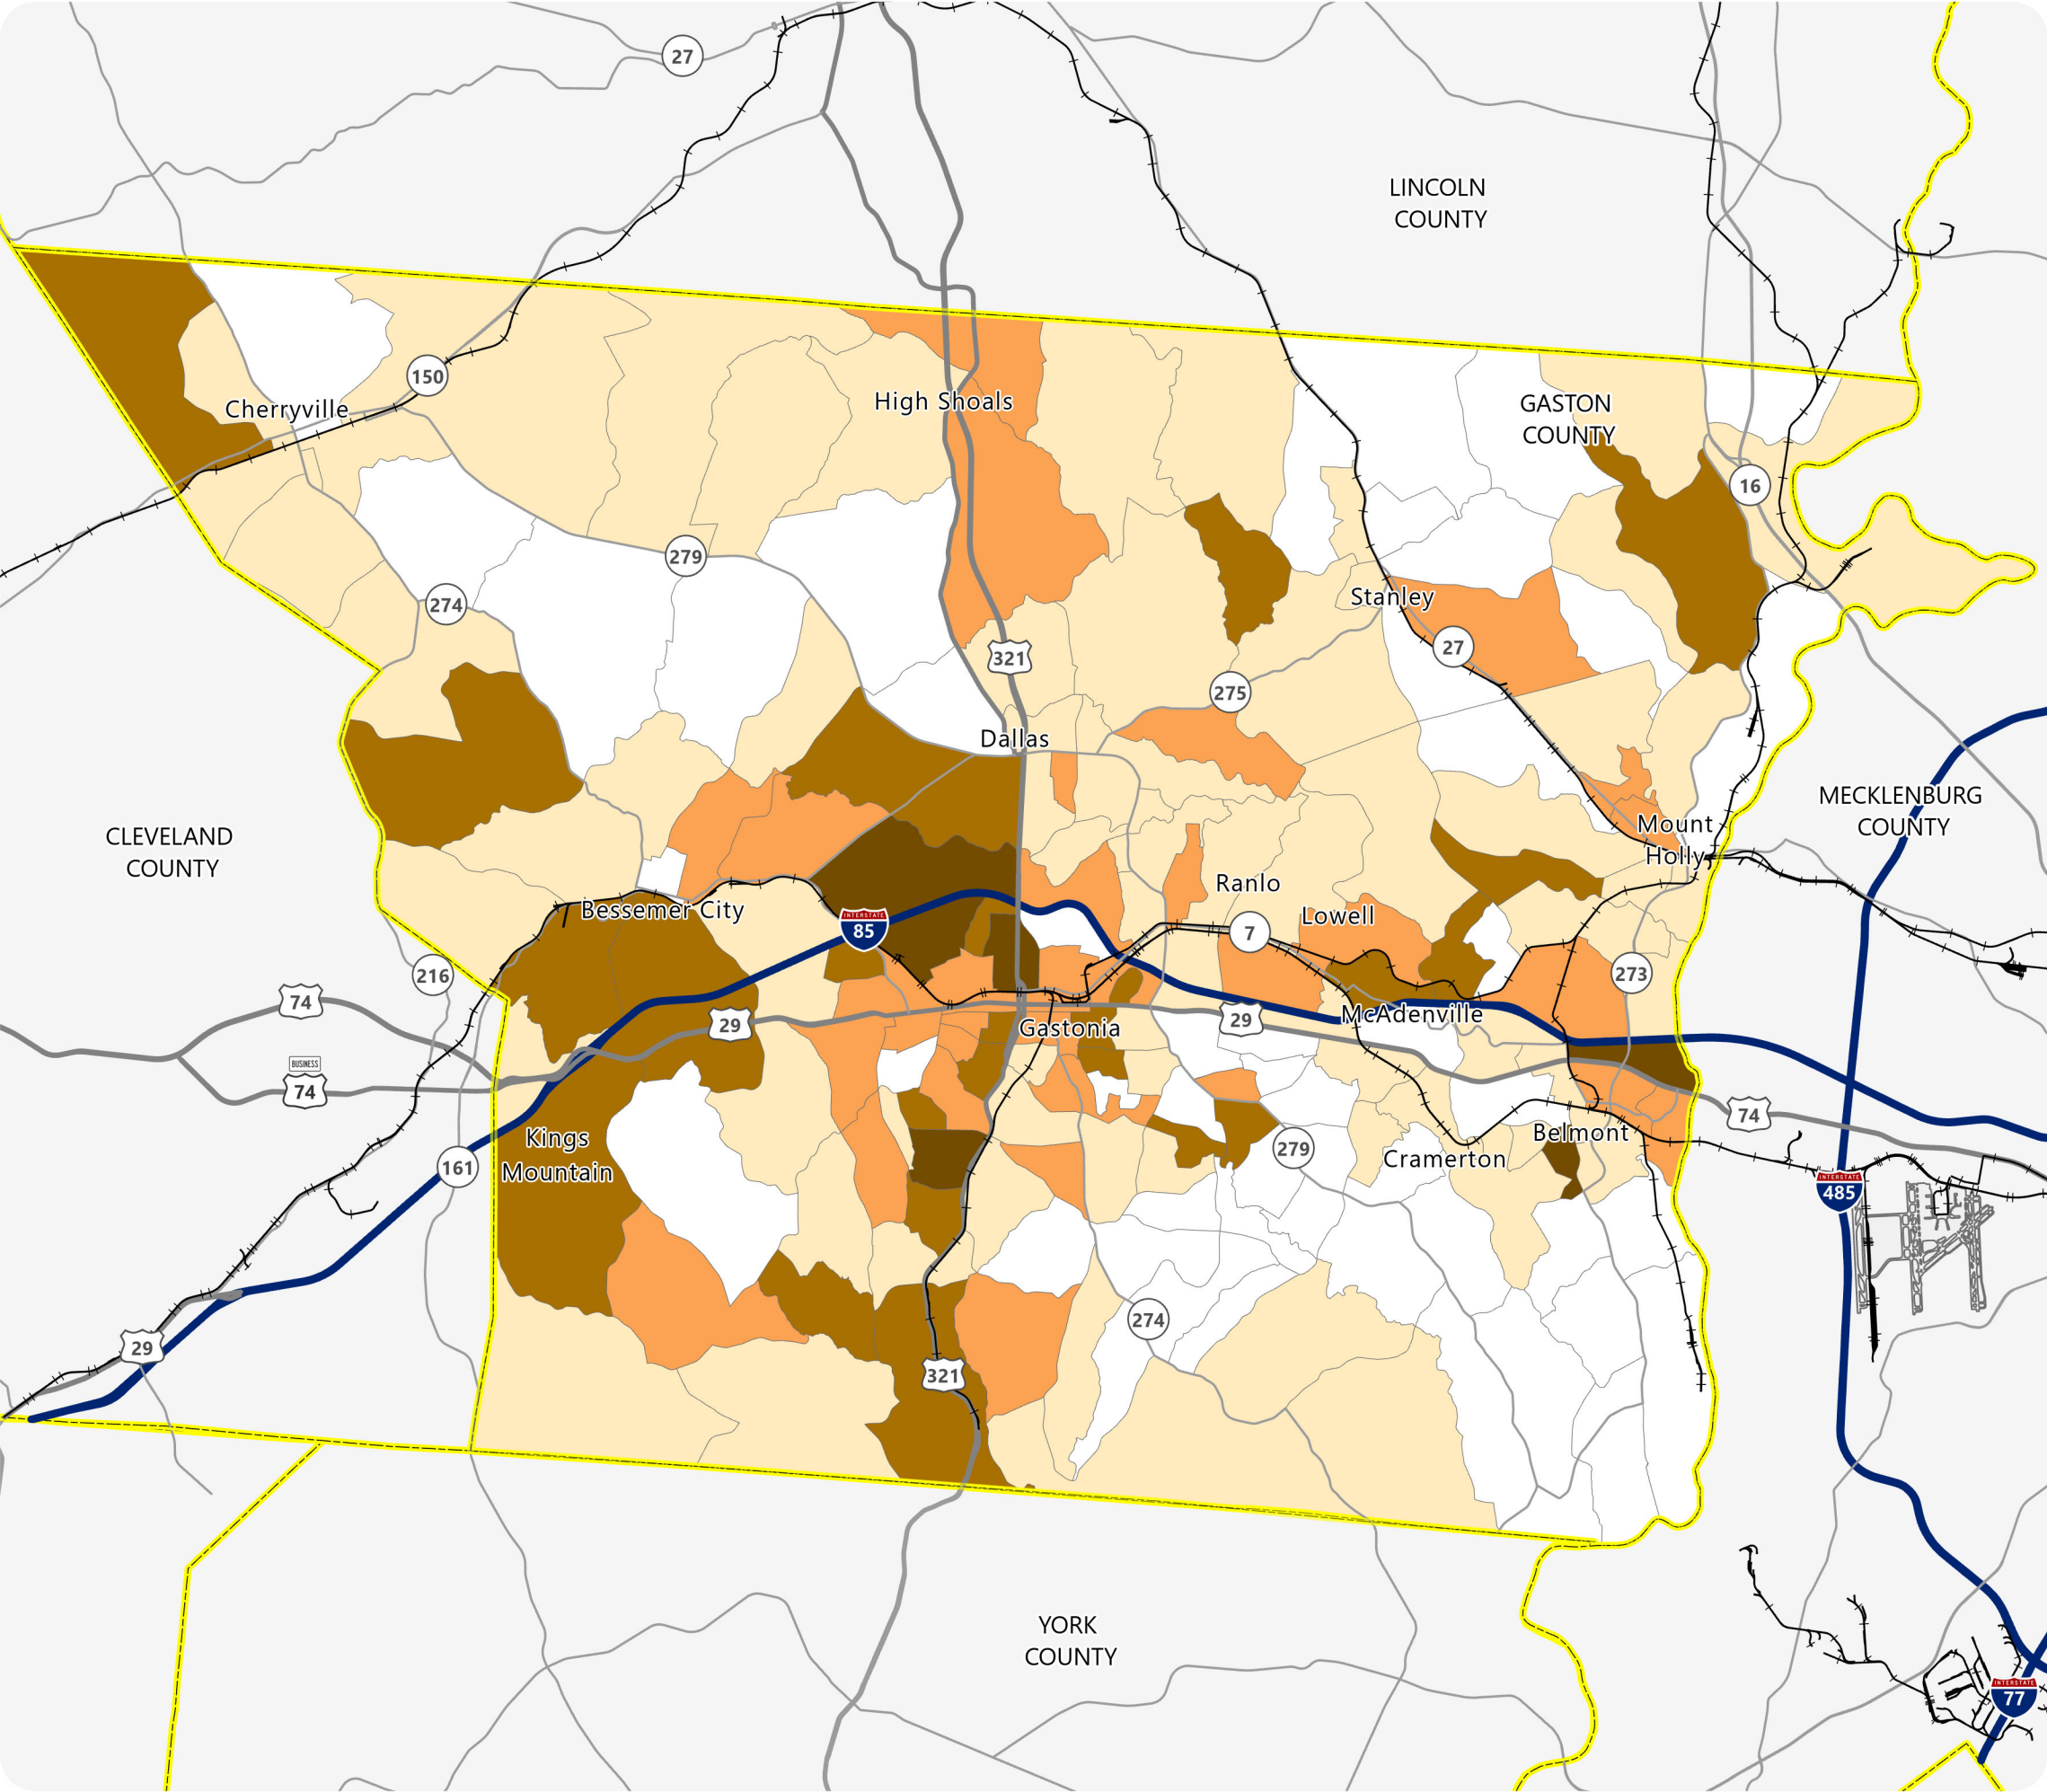 27
LINCOLN
COUNTY
150
Cherryville
High Shoals
GASTON
COUNTY
16
279
274
Stanley
27
321
275
Dallas
MECKLENBURG
COUNTY
CLEVELAND
COUNTY
Mount
Holly
Ranlo
Bessemer City
Lowell
INTERSTATE
85
7
216
273
74
29
29
McAdenville
Gastonia
BUSINESS
74
74
Kings
Mountain
Belmont
279
Cramerton
161
INTERSTATE
485
274
29
321
YORK
COUNTY
INTERSTATE
77